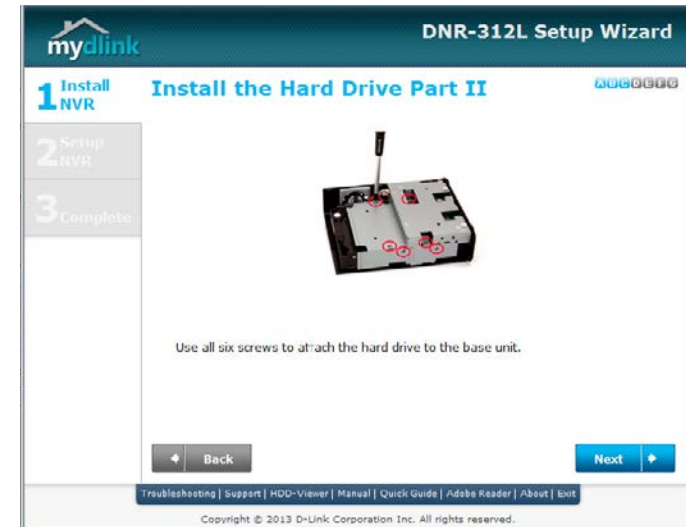 mydlink
DNR-312L Setup Wizard
1 Install
NVR
Install the Hard Drive Part II
A B C D E F G
2 Setup
NVR
3 Complete
Use all six screws to attach the hard drive to the base unit.
Back
Next
Troubleshooting | Support | HDD-Viewer | Manual | Quick Guide | Adobe Reader | About | Exit
Copyright © 2013 D-Link Corporation Inc. All rights reserved.